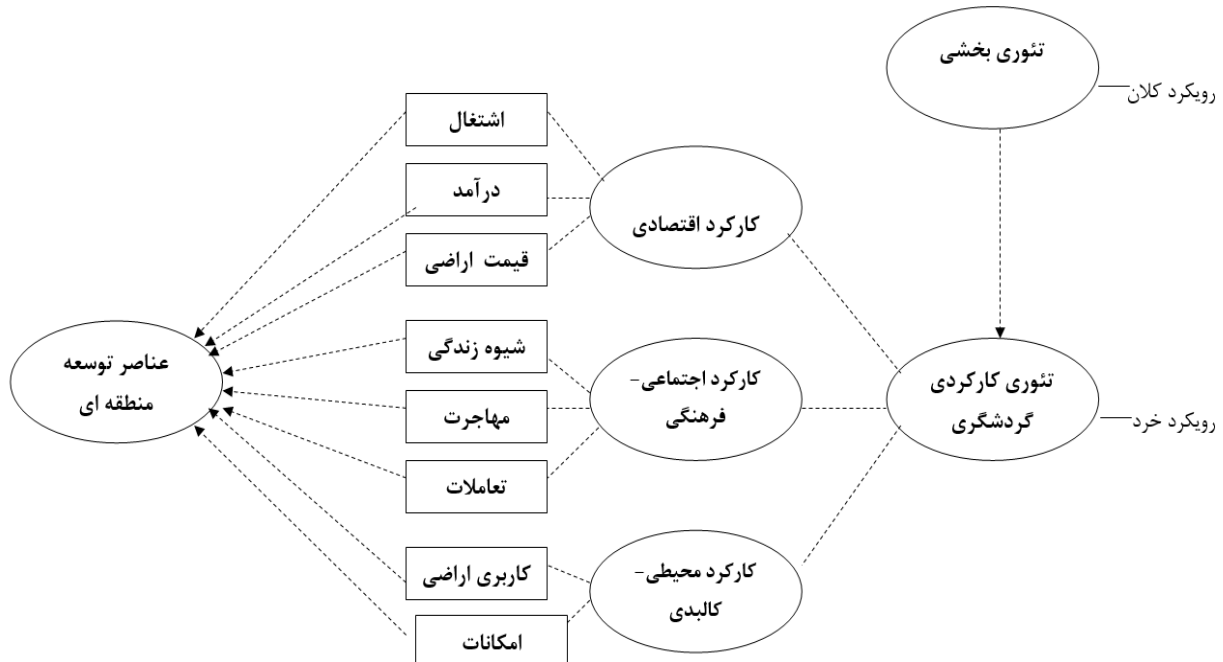 تئوری بخشی
رویکرد کلان
اشتغال
درآمد
کارکرد اقتصادی
قیمت اراضی
شیوه زندگی
عناصر توسعه
منطقه ای
کارکرد اجتماعی-
فرهنگی
تئوری کارکردی
گردشگری
رویکرد خرد
مهاجرت
تعاملات
کاربری اراضی
کارکرد محیطی-
کالبدی
امکانات